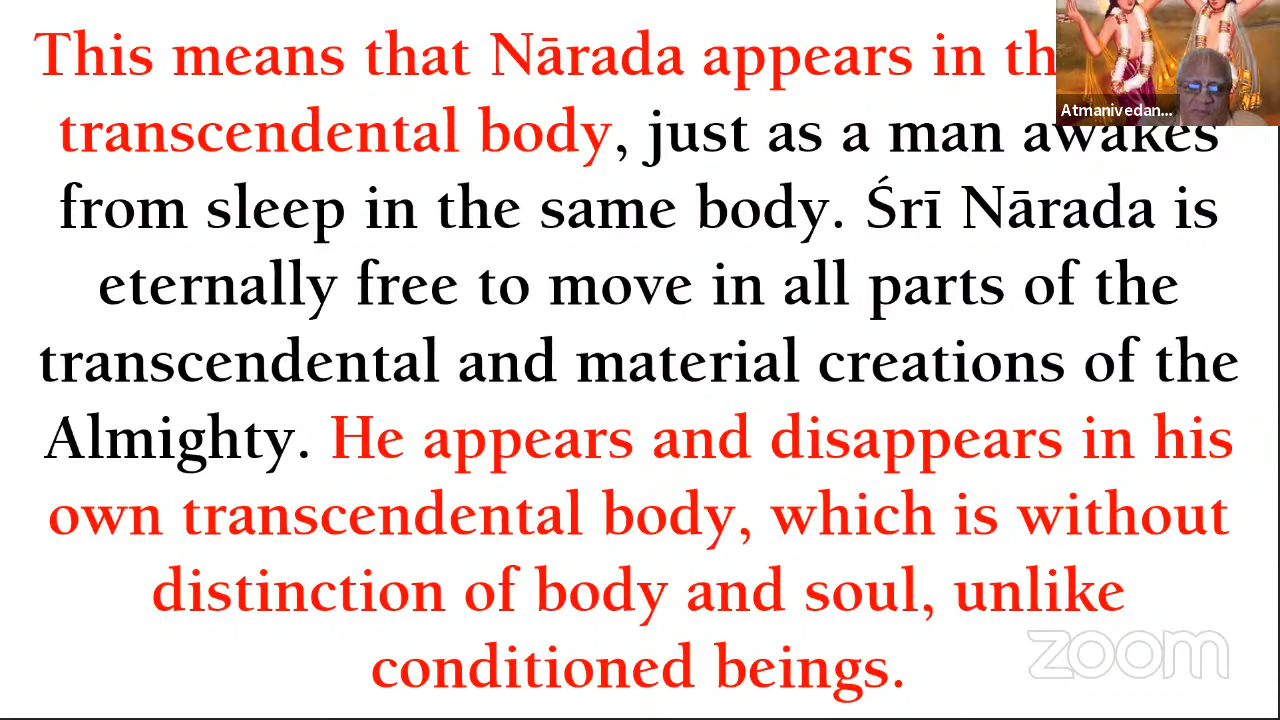 This means that Nārada appears in th
transcendental body, just as a man awakes
from sleep in the same body. Śrī Nārada is
eternally free to move in all parts of the
transcendental and material creations of the
Almighty. He appears and disappears in his
own transcendental body, which is without
distinction of body and soul, unlike
conditioned beings.
Atmanivedan...
zoom